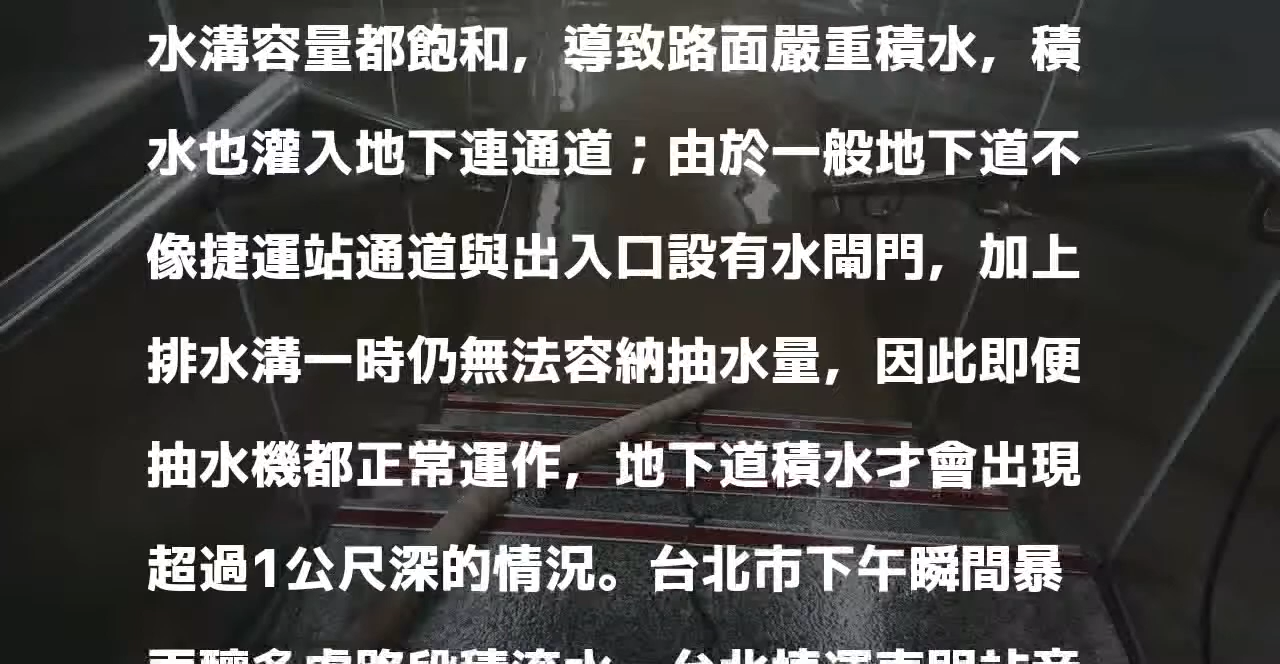 水溝容量都飽和，導致路面嚴重積水，積
水也灌入地下連通道；由於一般地下道不
像捷運站通道與出入口設有水閘門，加上
排水溝一時仍無法容納抽水量，因此即便
抽水機都正常運作，地下道積水才會出現
超過1公尺深的情況。台北市下午瞬間暴